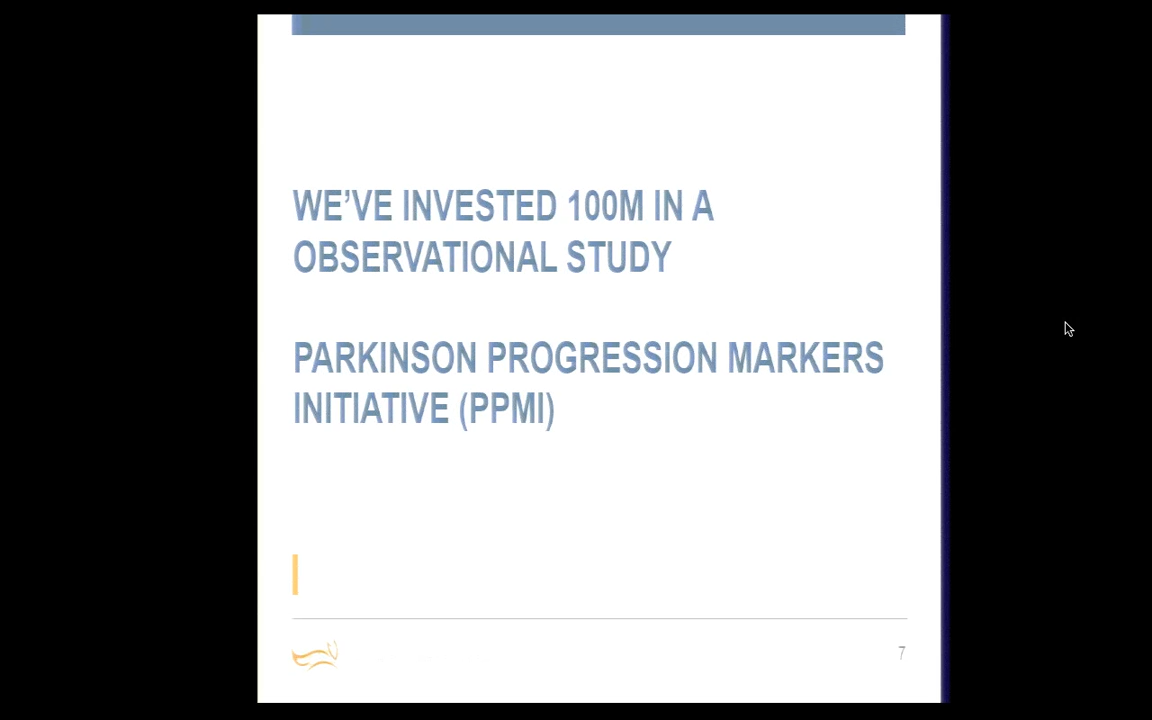 WE’VE INVESTED 100M IN A
OBSERVATIONAL STUDY
PARKINSON PROGRESSION MARKERS
INITIATIVE (PPMI)
7